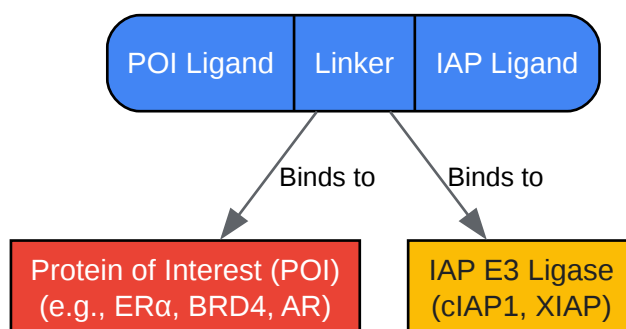 POI Ligand Linker IAP Ligand
Binds to Binds to
Protein of Interest (POI) IAP E3 Ligase
(e.g., ERα, BRD4, AR) (cIAP1, XIAP)